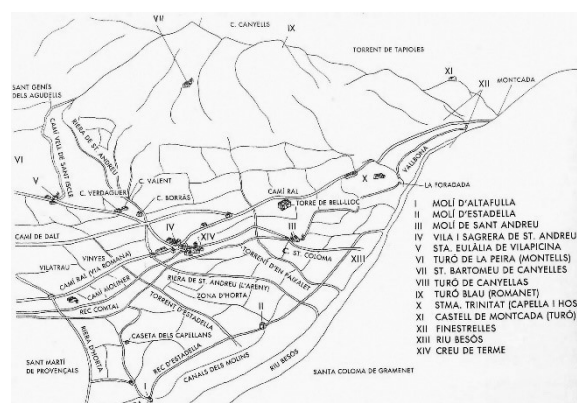 VII
C. CANYELLS
IX
TORRENT DE TAPIOLES
XI
XII
MONTCADA
SANT GENÍS
DELS AGUDELLS
CAMÍ VELL DE SANT ISCLE
RIERA DE ST. ANDREU
VI
V
C. VERDAGUER
C. VALENT
C. BORRÀS
CAMÍ RAL
TORRE DE BELL-LLOC
X
VALLBONA
LA FORADADA
CAMÍ DE DALT
IV
XIV
III
C. ST. COLOMA
XIII
VINYES
VILATRAU
CAMÍ RAL (VIA ROMANA)
CAMÍ MOLINER
REC COMTAL
RIERA DE ST. ANDREU (L'ARENY)
ZONA D'HORTA
TORRENT D'EN PAIXALES
TORRENT D'ESTADELLA
II
RIERA D'HORTA
CASETA DELS CAPELLANS
REC D'ESTADELLA
CANALS DELS MOLINS
RIU BESÒS
SANT MARTÍ
DE PROVENÇALS
I
SANTA COLOMA DE GRAMENET
I MOLÍ D'ALTAFULLA
II MOLÍ D'ESTADELLA
III MOLÍ DE SANT ANDREU
IV VILA I SAGRERA DE ST. ANDREU
V STA. EULÀLIA DE VILAPICINA
VI TURÓ DE LA PEIRA (MONTELLS)
VII ST. BARTOMEU DE CANYELLES
VIII TURÓ DE CANYELLAS
IX TURÓ BLAU (ROMANET)
X STMA. TRINITAT (CAPELLA I HOS
XI CASTELL DE MONTCADA (TURÓ)
XII FINESTRELLES
XIII RIU BESÒS
XIV CREU DE TERME